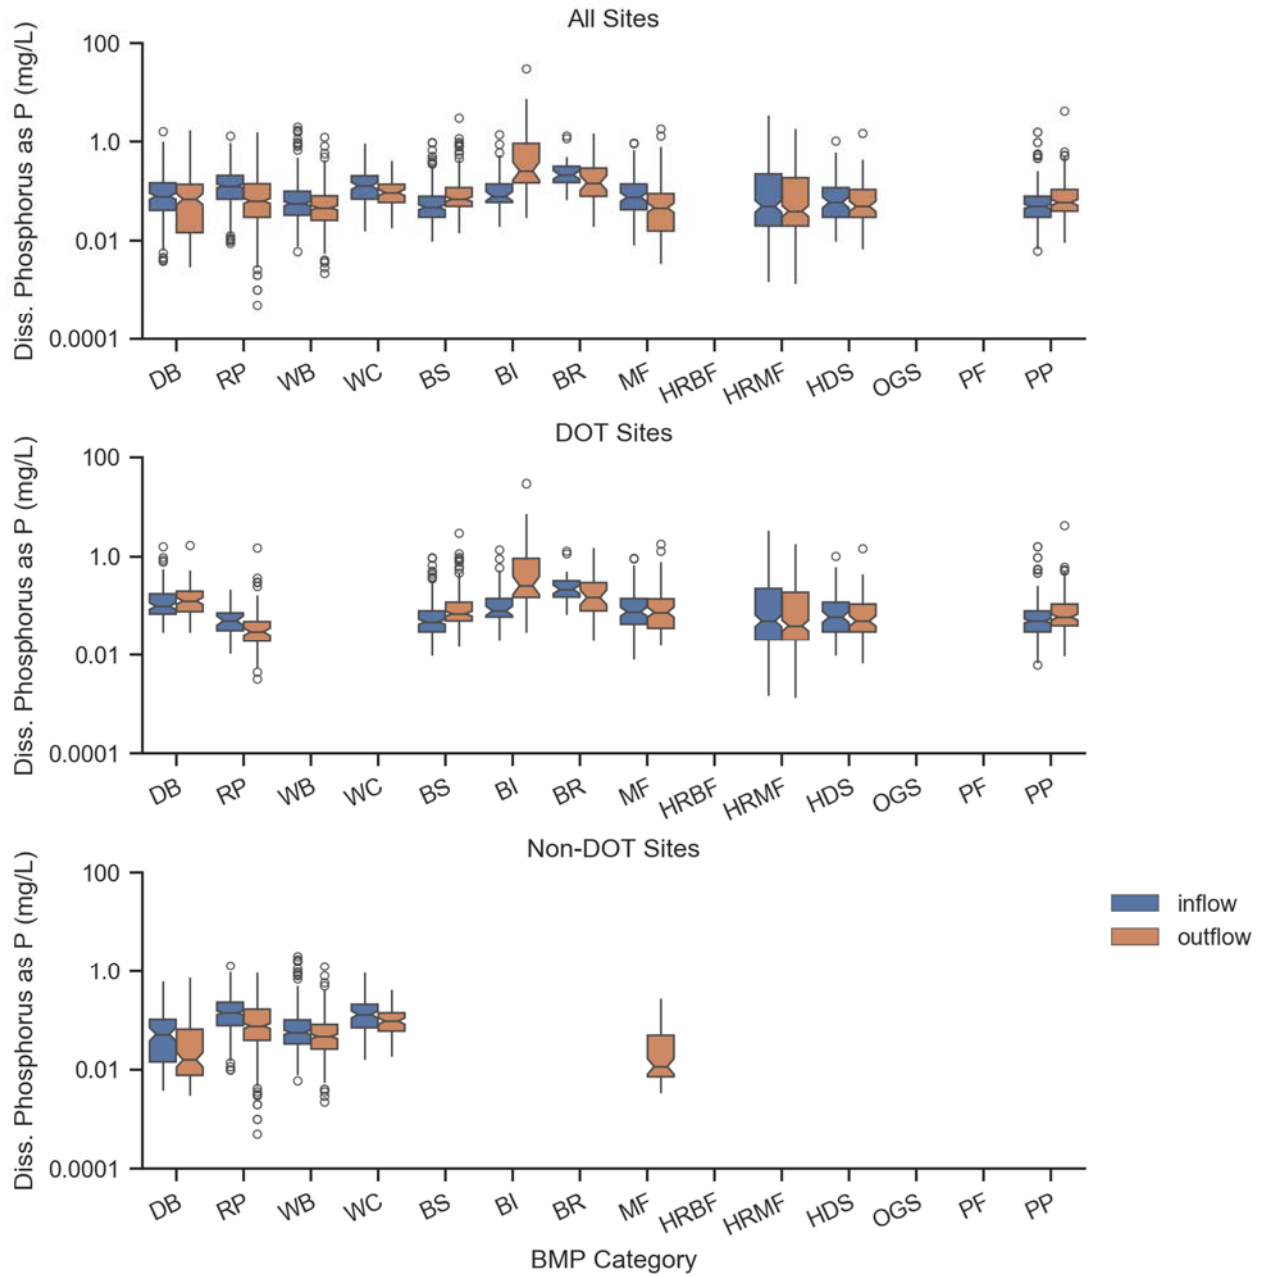 All Sites
Diss. Phosphorus as P (mg/L)
100
1.0
0.01
0.0001
DB RP WB WC BS BI BR MF HRBF HRMF HDS OGS PF PP
DOT Sites
Diss. Phosphorus as P (mg/L)
100
1.0
0.01
0.0001
DB RP WB WC BS BI BR MF HRBF HRMF HDS OGS PF PP
Non-DOT Sites
Diss. Phosphorus as P (mg/L)
100
1.0
0.01
0.0001
inflow
outflow
DB RP WB WC BS BI BR MF HRBF HRMF HDS OGS PF PP
BMP Category